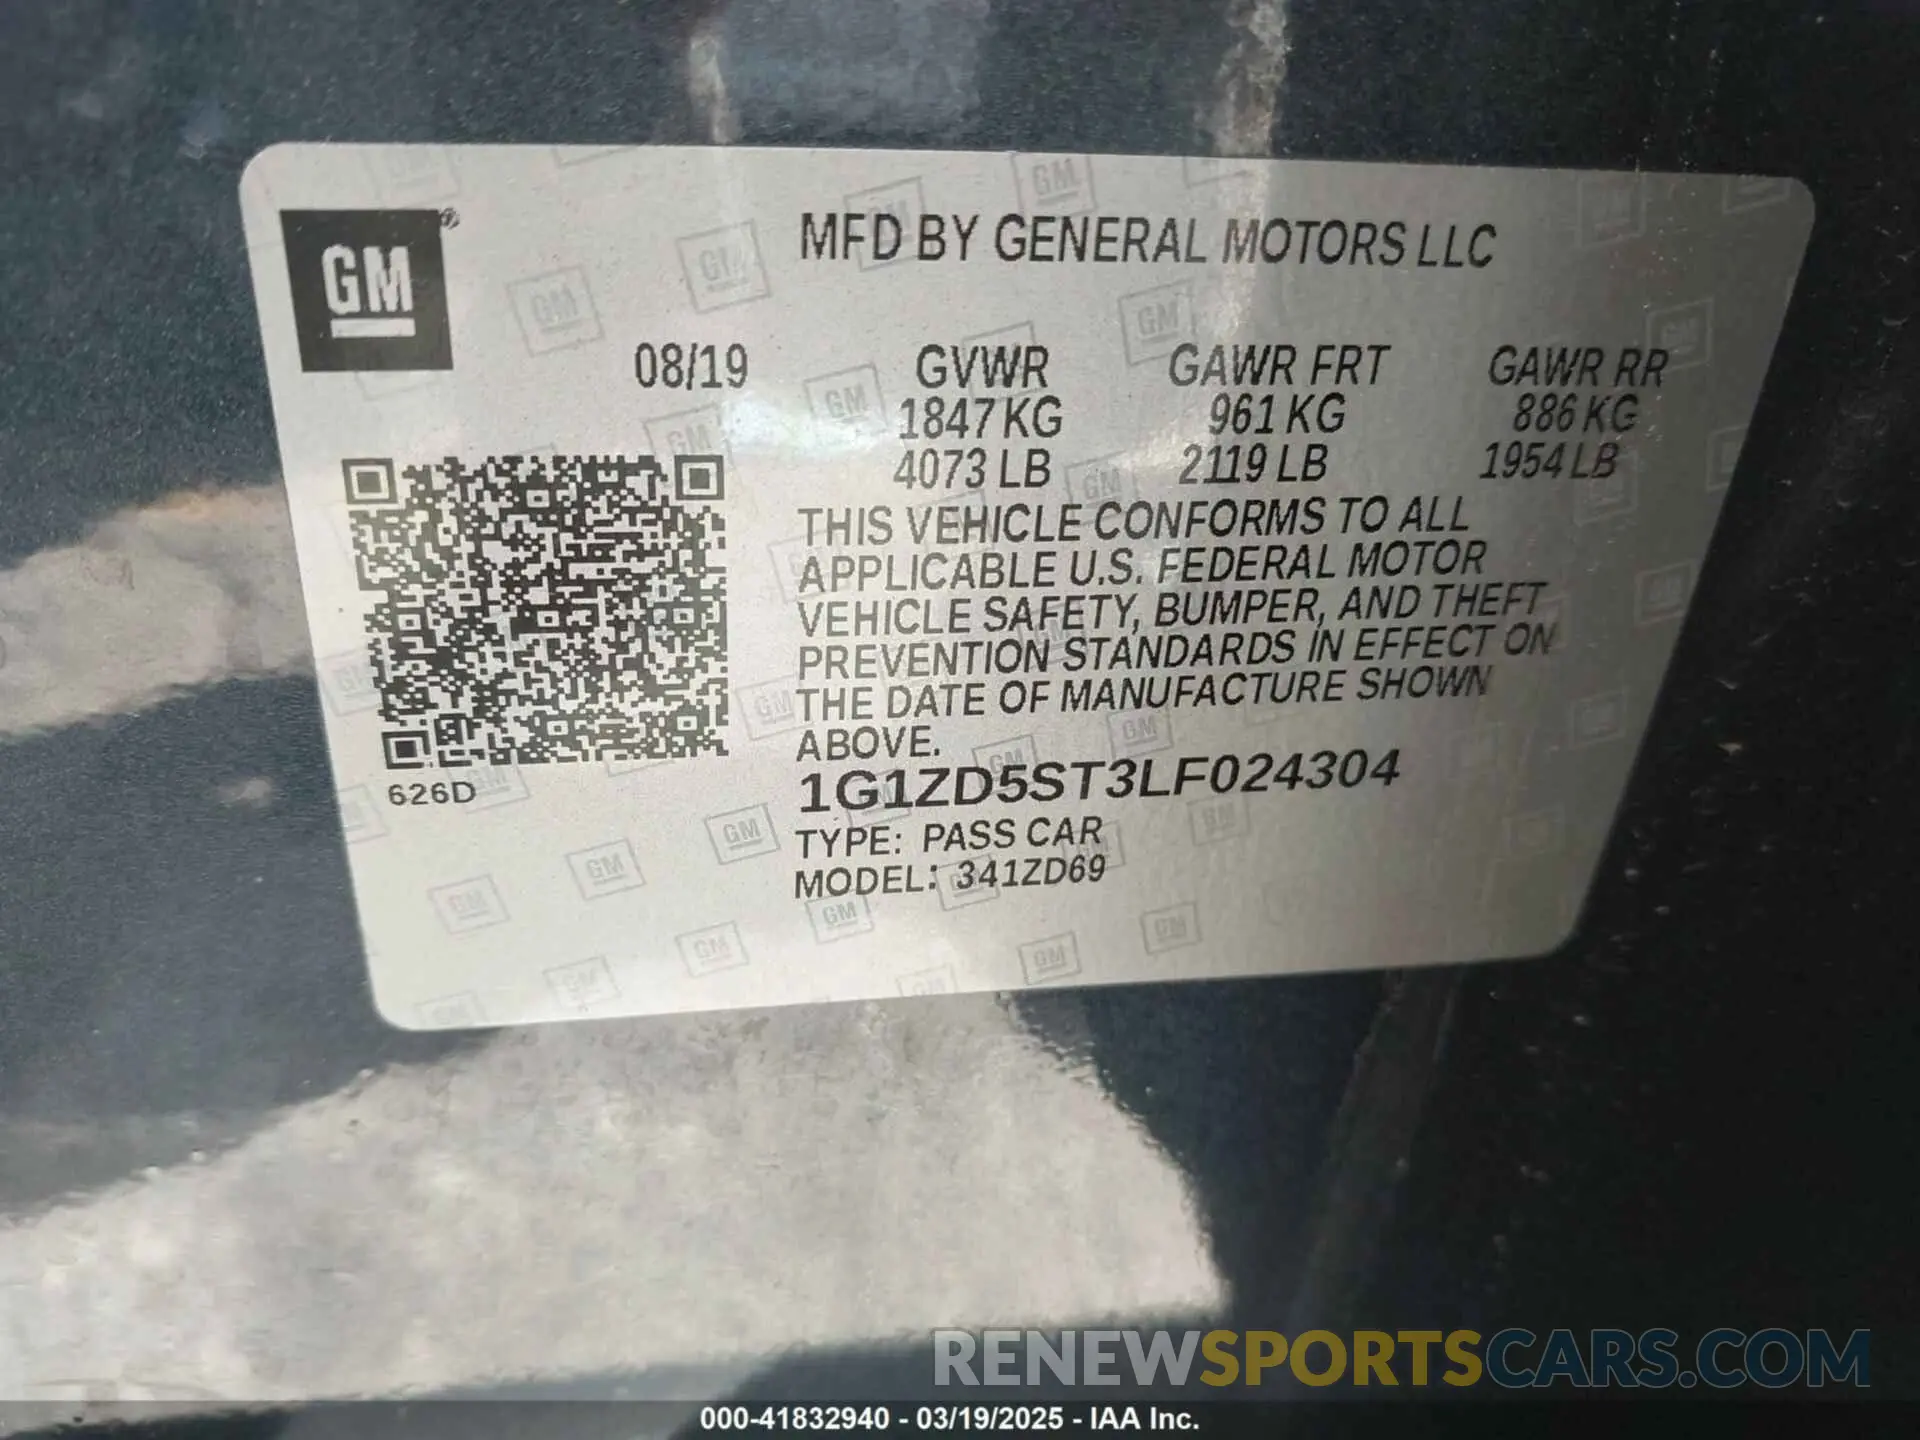 GM®
MFD BY GENERAL MOTORS LLC
08/19 GVWR GAWR FRT GAWR RR
1847 KG 961 KG 886 KG
4073 LB 2119 LB 1954 LB
THIS VEHICLE CONFORMS TO ALL
APPLICABLE U.S. FEDERAL MOTOR
VEHICLE SAFETY, BUMPER, AND THEFT
PREVENTION STANDARDS IN EFFECT ON
THE DATE OF MANUFACTURE SHOWN
ABOVE.
626D
1G1ZD5ST3LF024304
TYPE: PASS CAR
MODEL: 341ZD69
RENEWSPORTSCARS.COM
000-41832940 - 03/19/2025 - IAA Inc.